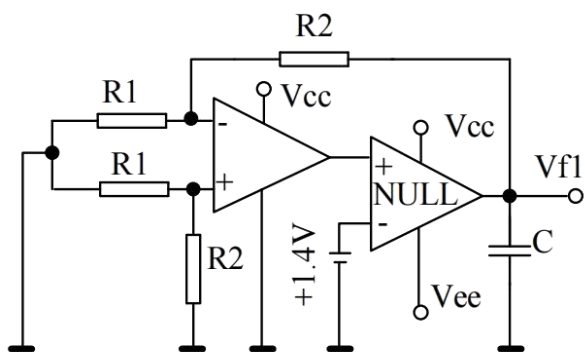 R2
R1
Vcc
-
R1
Vcc
+
+
NULL
Vf1
R2
-
+1.4V
C
Vee